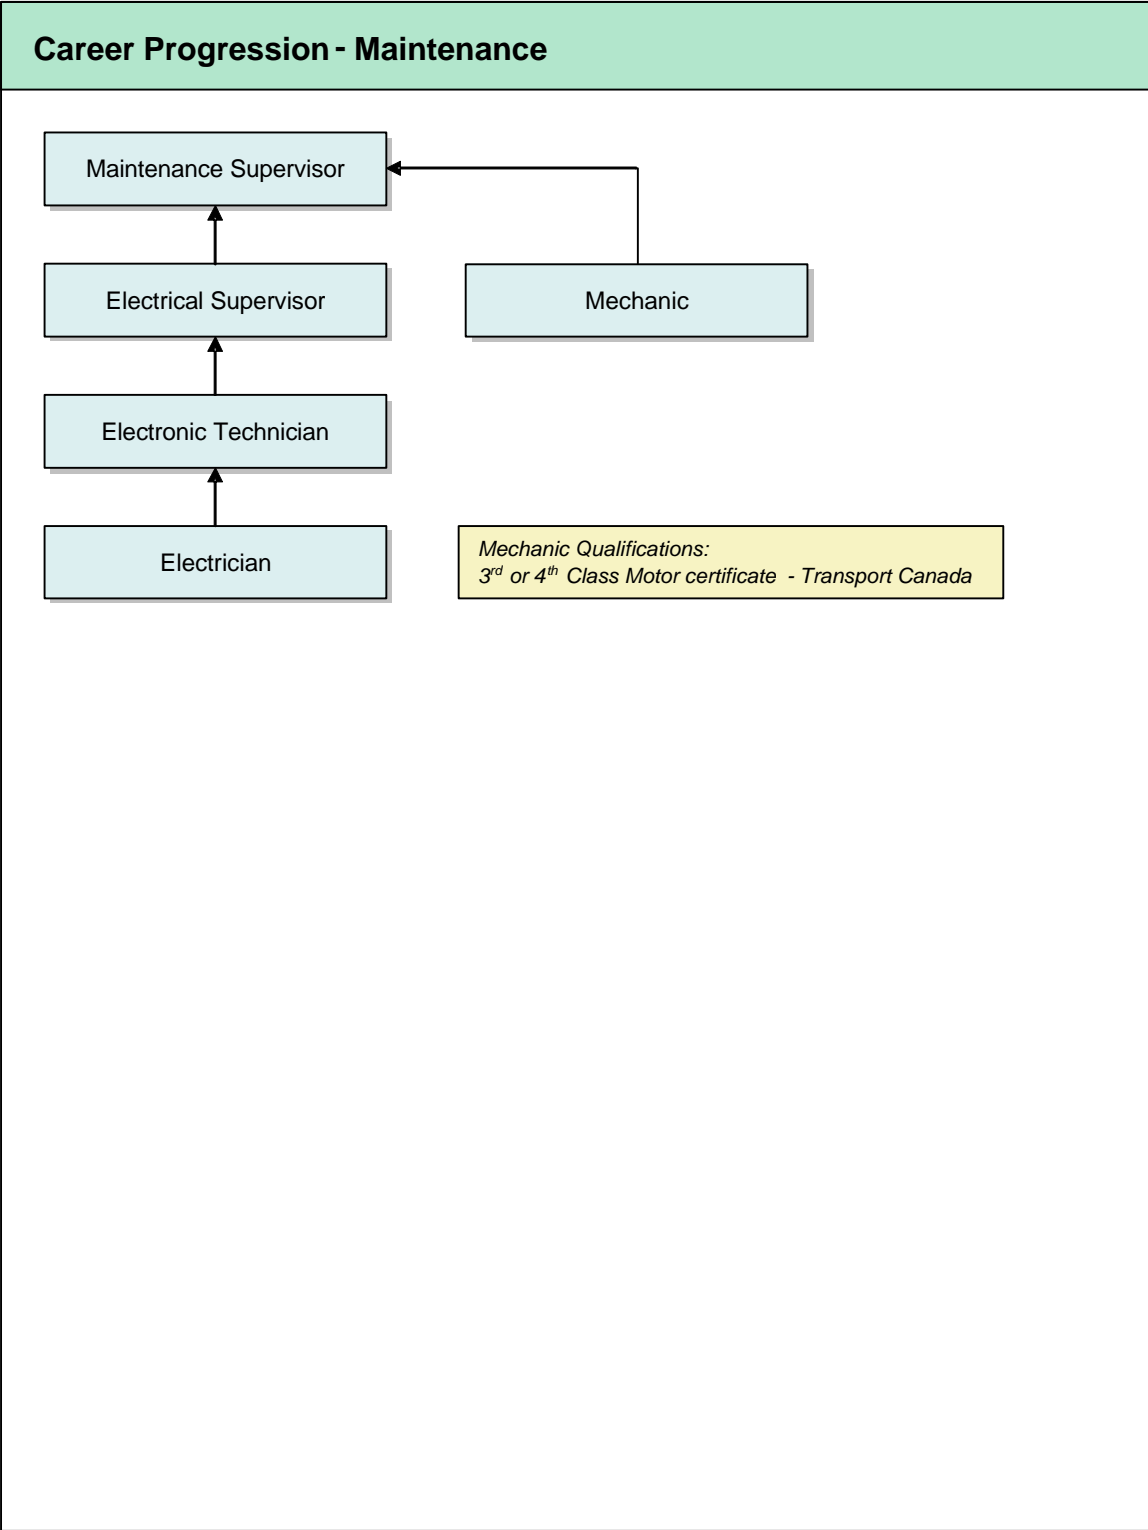 Career Progression - Maintenance
Maintenance Supervisor
Electrical Supervisor
Mechanic
Electronic Technician
Electrician
Mechanic Qualifications:
3rd or 4th Class Motor certificate - Transport Canada